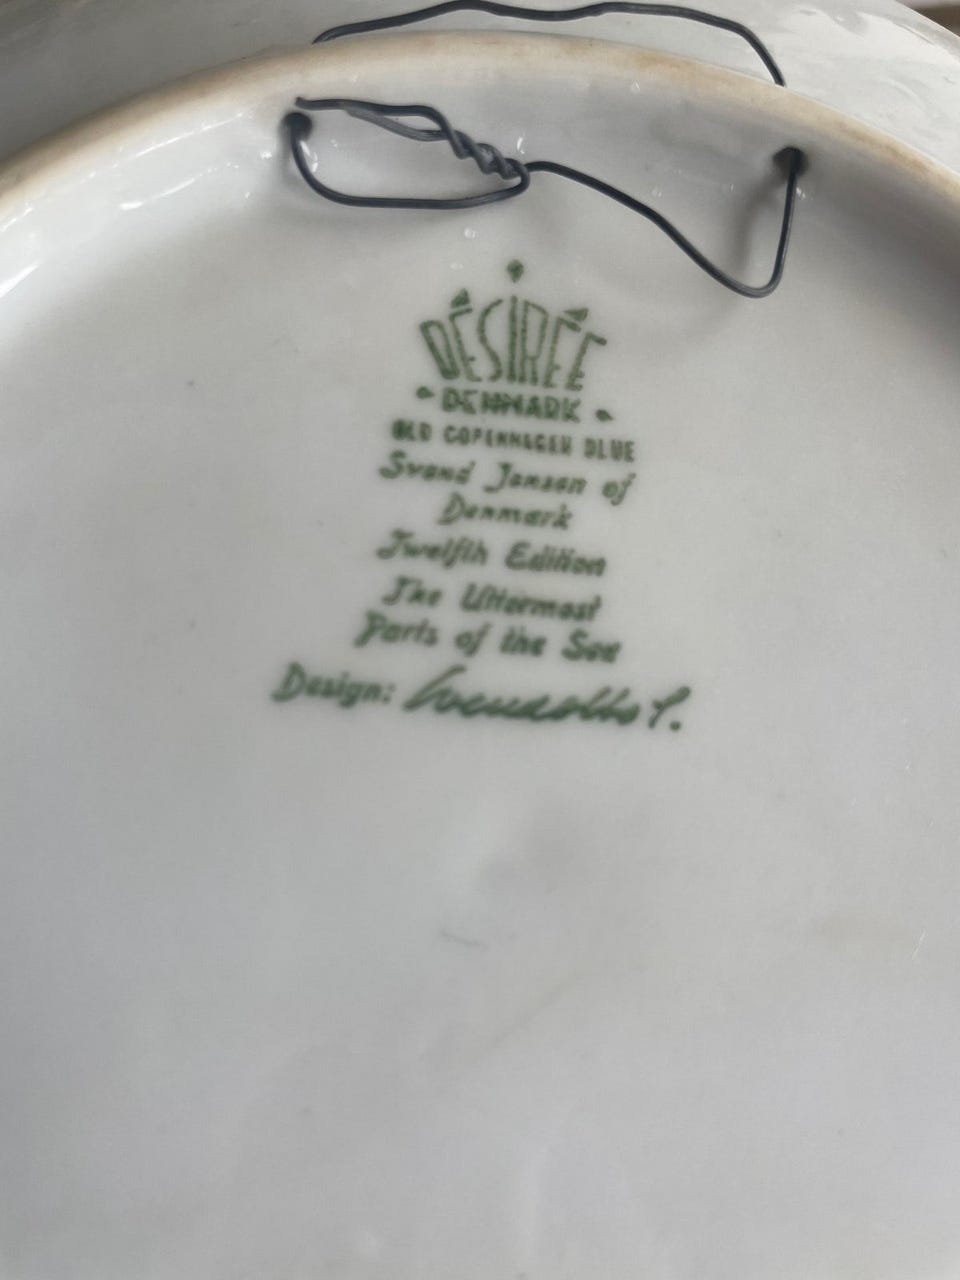 DÉSIRÉE
DENMARK
OLD COPENHAGEN BLUE
Svend Jensen of
Denmark
Twelfth Edition
The Uttermost
Parts of the Sea
Design: